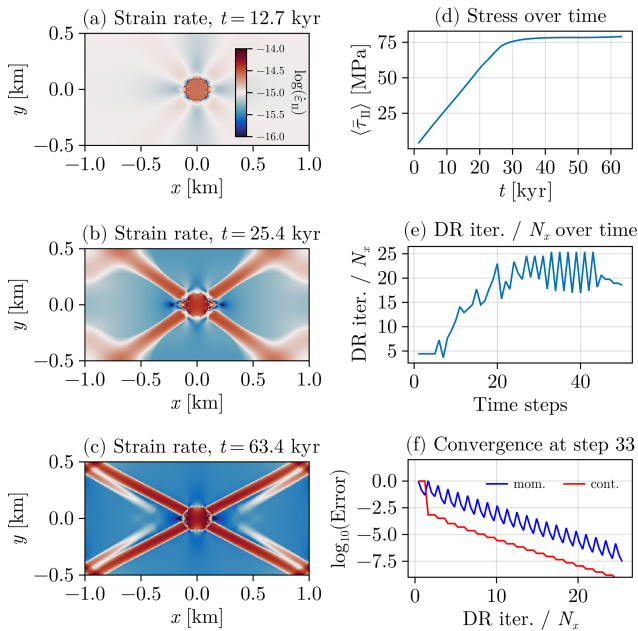 (a) Strain rate, t = 12.7 kyr
y [km]
0.5
0.0
−0.5
−14.0
−14.5
−15.0
−15.5
−16.0
log(ε̇II)
−1.0 −0.5 0.0 0.5 1.0
x [km]
(b) Strain rate, t = 25.4 kyr
y [km]
0.5
0.0
−0.5
−1.0 −0.5 0.0 0.5 1.0
x [km]
(c) Strain rate, t = 63.4 kyr
y [km]
0.5
0.0
−0.5
−1.0 −0.5 0.0 0.5 1.0
x [km]
(d) Stress over time
⟨τ̄II⟩ [MPa]
75
50
25
0 10 20 30 40 50 60
t [kyr]
(e) DR iter. / Nx over time
DR iter. / Nx
25
20
15
10
5
0 20 40
Time steps
(f) Convergence at step 33
log10(Error)
0.0
−2.5
−5.0
−7.5
mom. cont.
0 10 20
DR iter. / Nx